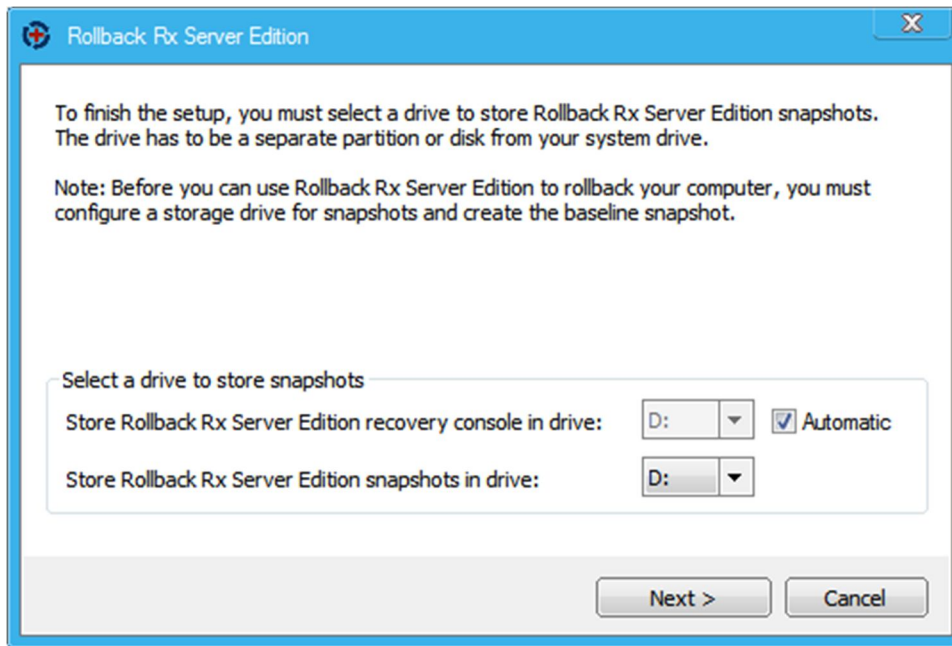 Rollback Rx Server Edition
To finish the setup, you must select a drive to store Rollback Rx Server Edition snapshots.
The drive has to be a separate partition or disk from your system drive.
Note: Before you can use Rollback Rx Server Edition to rollback your computer, you must
configure a storage drive for snapshots and create the baseline snapshot.
Select a drive to store snapshots
Store Rollback Rx Server Edition recovery console in drive: D: Automatic
Store Rollback Rx Server Edition snapshots in drive: D:
Next > Cancel